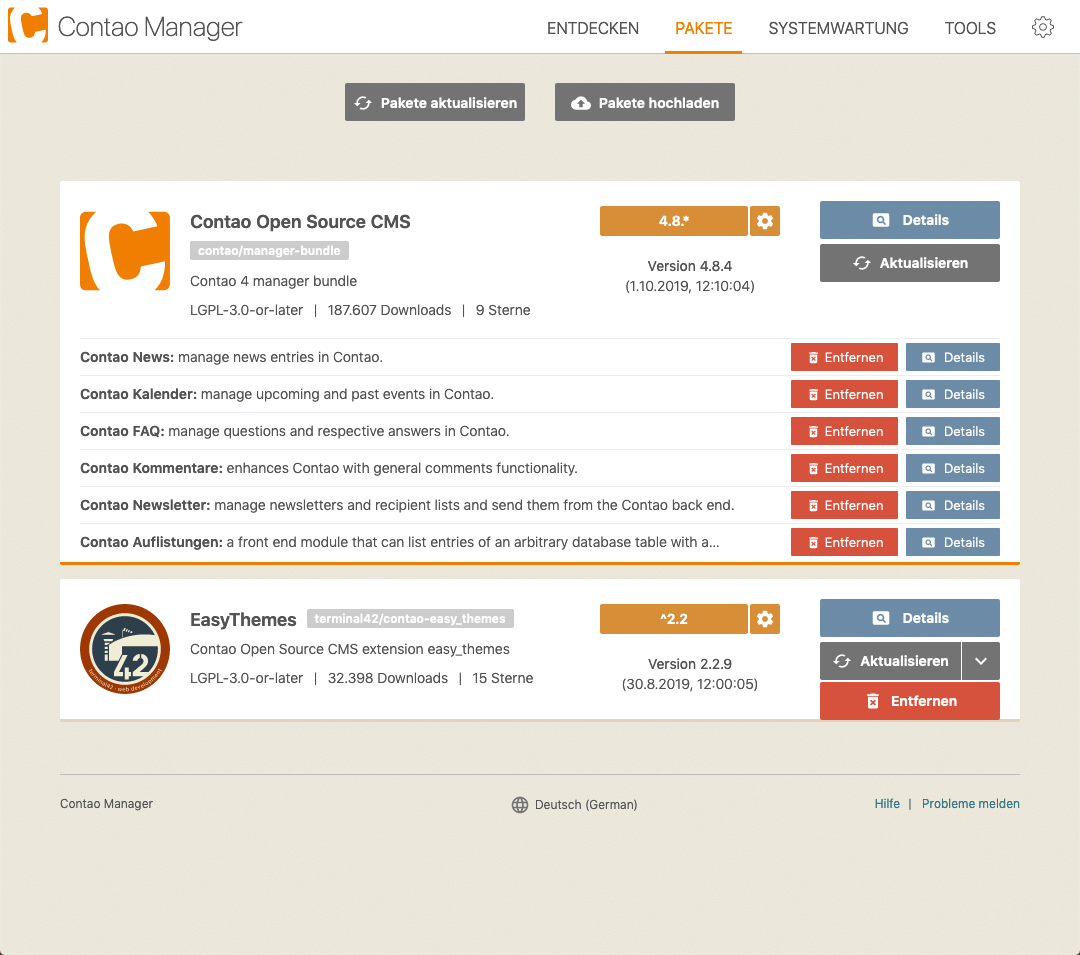 Contao Manager
ENTDECKEN PAKETE SYSTEMWARTUNG TOOLS
Pakete aktualisieren Pakete hochladen
Contao Open Source CMS
contao/manager-bundle
Contao 4 manager bundle
LGPL-3.0-or-later | 187.607 Downloads | 9 Sterne
4.8.*
Version 4.8.4
(1.10.2019, 12:10:04)
Details
Aktualisieren
Contao News: manage news entries in Contao. Entfernen Details
Contao Kalender: manage upcoming and past events in Contao. Entfernen Details
Contao FAQ: manage questions and respective answers in Contao. Entfernen Details
Contao Kommentare: enhances Contao with general comments functionality. Entfernen Details
Contao Newsletter: manage newsletters and recipient lists and send them from the Contao back end. Entfernen Details
Contao Auflistungen: a front end module that can list entries of an arbitrary database table with a... Entfernen Details
42
terminal42 · web development
EasyThemes terminal42/contao-easy_themes
Contao Open Source CMS extension easy_themes
LGPL-3.0-or-later | 32.398 Downloads | 15 Sterne
^2.2
Version 2.2.9
(30.8.2019, 12:00:05)
Details
Aktualisieren
Entfernen
Contao Manager Deutsch (German) Hilfe | Probleme melden